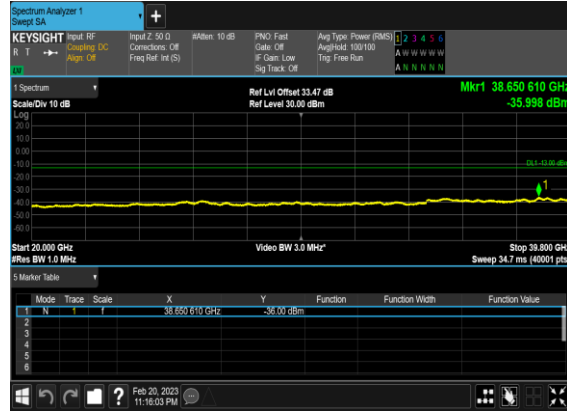 Spectrum Analyzer 1
Swept SA
KEYSIGHT Input: RF Input Z: 50 Ω #Atten: 10 dB PNO: Fast Avg Type: Power (RMS) 1 2 3 4 5 6
R T Coupling: DC Corrections: Off Gate: Off Avg|Hold: 100/100 A W W W W W
Align: Off Freq Ref: Int (S) IF Gain: Low Trig: Free Run
LW Sig Track: Off A N N N N N
1 Spectrum Ref Lvl Offset 33.47 dB Mkr1 38.650 610 GHz
Scale/Div 10 dB Ref Level 30.00 dBm -35.998 dBm
Log
20.0
10.0
0.00
-10.0 DL1 -13.00 dBm
-20.0
-30.0 1
-40.0
-50.0
-60.0
Start 20.000 GHz Video BW 3.0 MHz* Stop 39.800 GHz
#Res BW 1.0 MHz Sweep 34.7 ms (40001 pts
5 Marker Table
Mode Trace Scale X Y Function Function Width Function Value
1 N 1 f 38.650 610 GHz -36.00 dBm
2
3
4
5
6
? Feb 20, 2023
11:16:03 PM